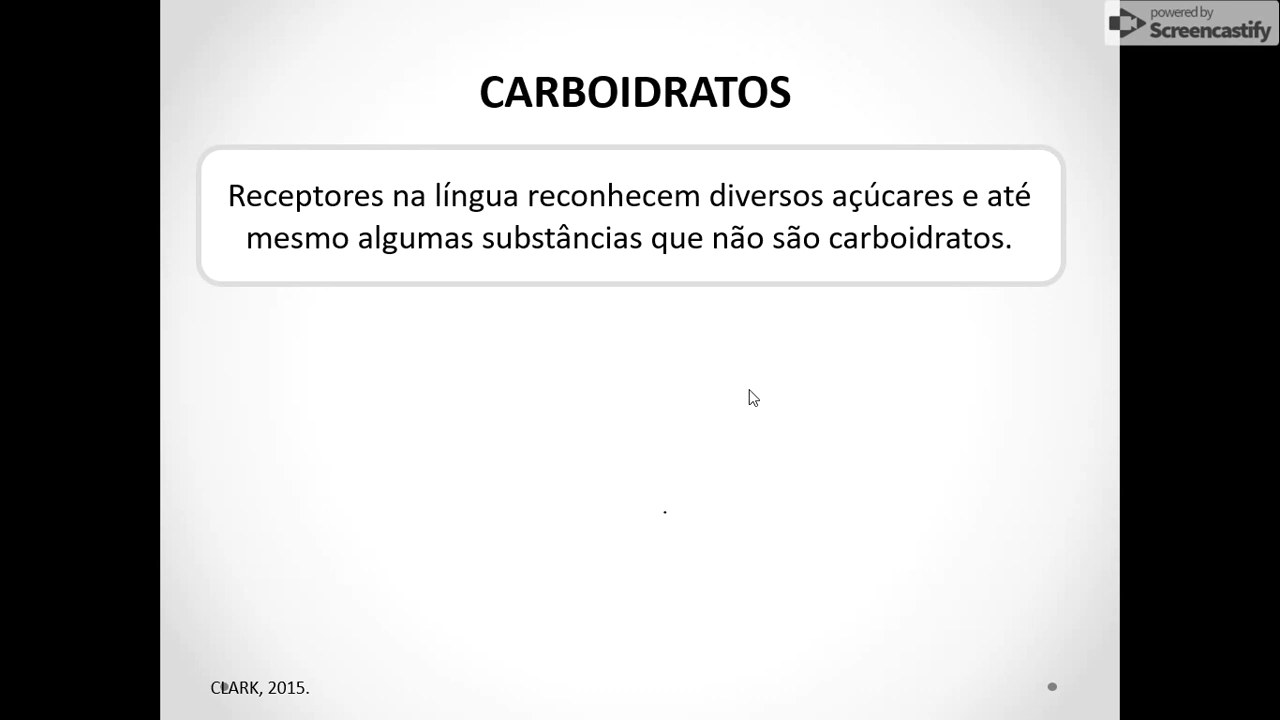 powered by
Screencastify
CARBOIDRATOS
Receptores na língua reconhecem diversos açúcares e até
mesmo algumas substâncias que não são carboidratos.
.
CLARK, 2015.